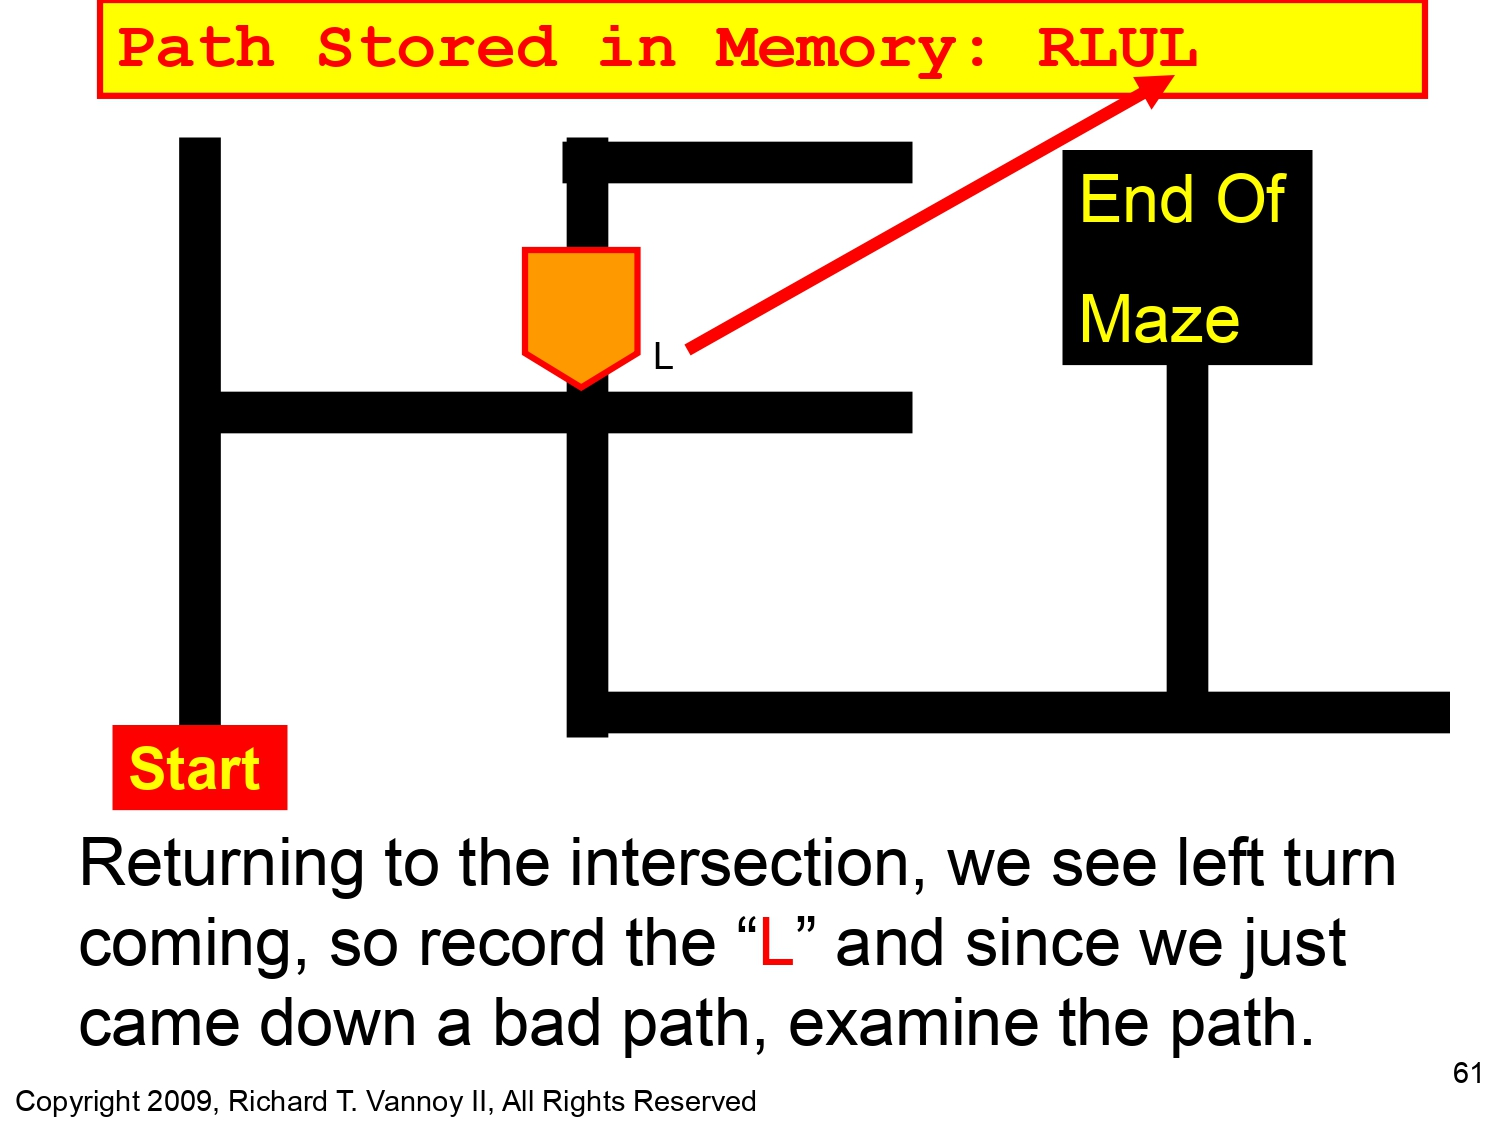 Path Stored in Memory: RLUL
End Of
Maze
L
Start
Returning to the intersection, we see left turn
coming, so record the “L” and since we just
came down a bad path, examine the path.
61
Copyright 2009, Richard T. Vannoy II, All Rights Reserved